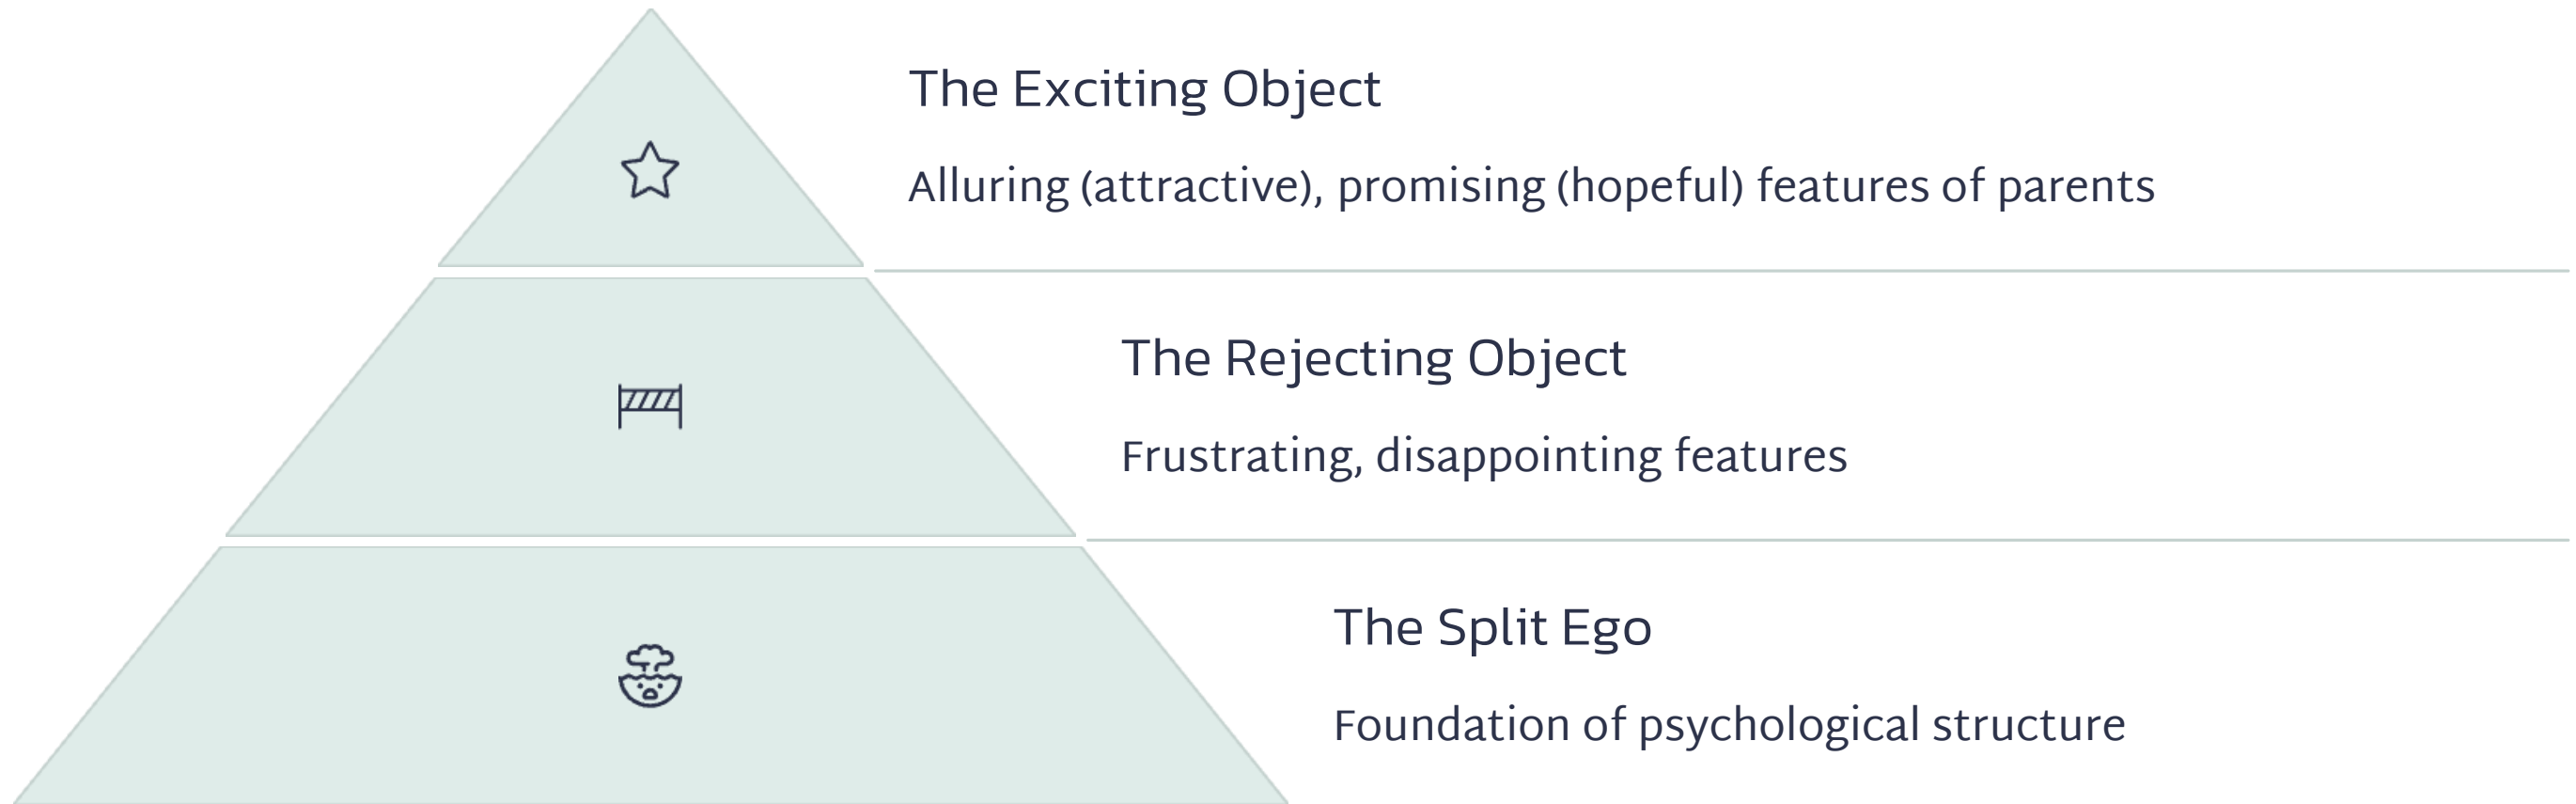 The Exciting Object
Alluring (attractive), promising (hopeful) features of parents
The Rejecting Object
Frustrating, disappointing features
The Split Ego
Foundation of psychological structure